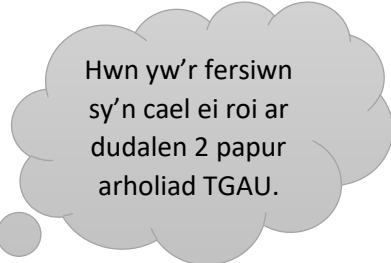 Hwn yw’r fersiwn
sy’n cael ei roi ar
dudalen 2 papur
arholiad TGAU.